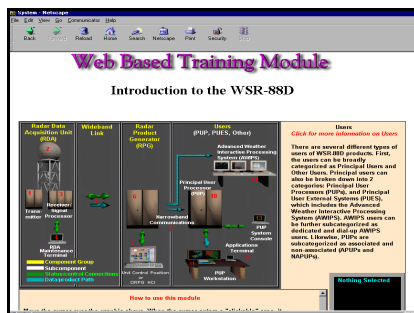 System - Netscape
File Edit View Go Communicator Help
Back Reload Home Search Netscape Print Security
Web Based Training Module
Introduction to the WSR-88D
Radar Data
Acquisition Unit
(RDA)
Wideband
Link
Radar
Product
Generator
(RPG)
Users
(PUP, PUES, Other)
Advanced Weather
Interactive Processing
System (AWIPS)
Principal User
Processor
(PUP)
Trans-
mitter
Receiver/
Signal
Processor
Narrowband
Communications
RDA
Maintenance
Terminal
PUP
System
Console
Applications
Terminal
Unit Control Position
or
ORPG HCI
PUP
Workstation
Component Group
Subcomponent
Status/control Connections
Data/product Path
Users
Click for more information on Users
There are several different types of
users of WSR-88D products. First,
the users can be broadly
categorized as Principal Users and
Other Users. Principal users can
also be broken down into 2
categories: Principal User
Processors (PUPs), and Principal
User External Systems (PUES),
which includes the Advanced
Weather Interactive Processing
System (AWIPS). AWIPS users can
be further subcategorized as
dedicated and dial up AWIPS
users. Likewise, PUPs are
subcategorized as associated and
non-associated (APUPs and
NAPUPs).
Nothing Selected
How to use this module